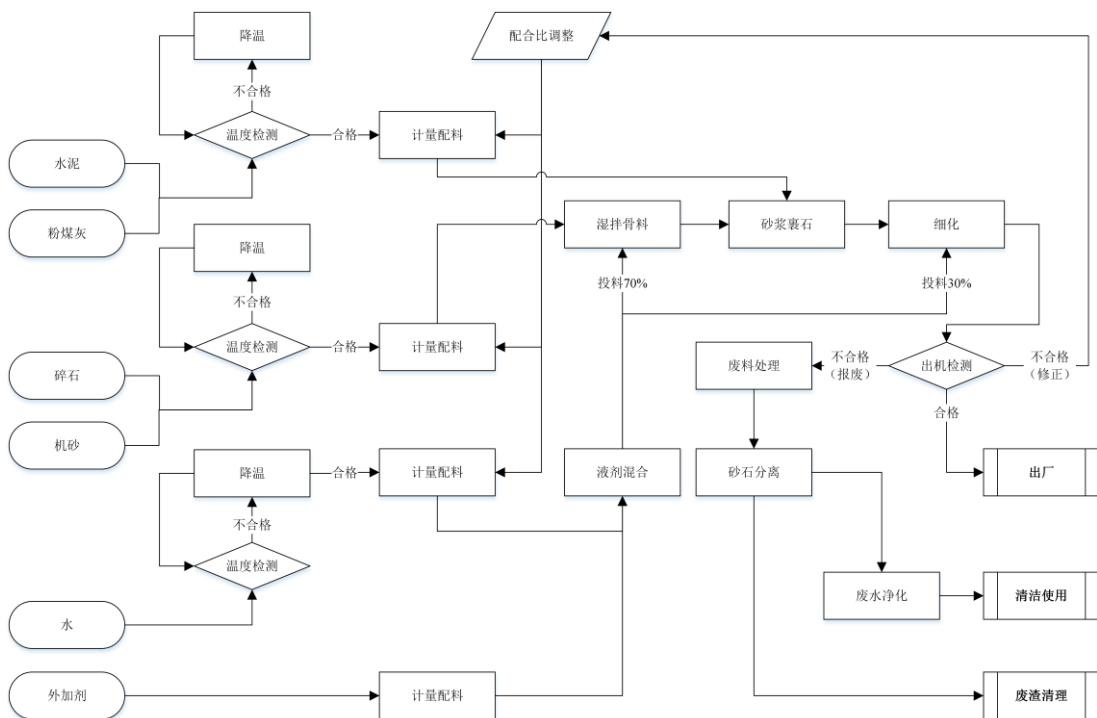 降温
配合比调整
不合格
温度检测
合格
计量配料
水泥
粉煤灰
降温
湿拌骨料
砂浆裹石
细化
不合格
投料70%
投料30%
温度检测
合格
计量配料
碎石
机砂
废料处理
不合格
（报废）
出机检测
不合格
（修正）
合格
降温
合格
计量配料
液剂混合
砂石分离
出厂
不合格
温度检测
水
废水净化
清洁使用
外加剂
计量配料
废渣清理